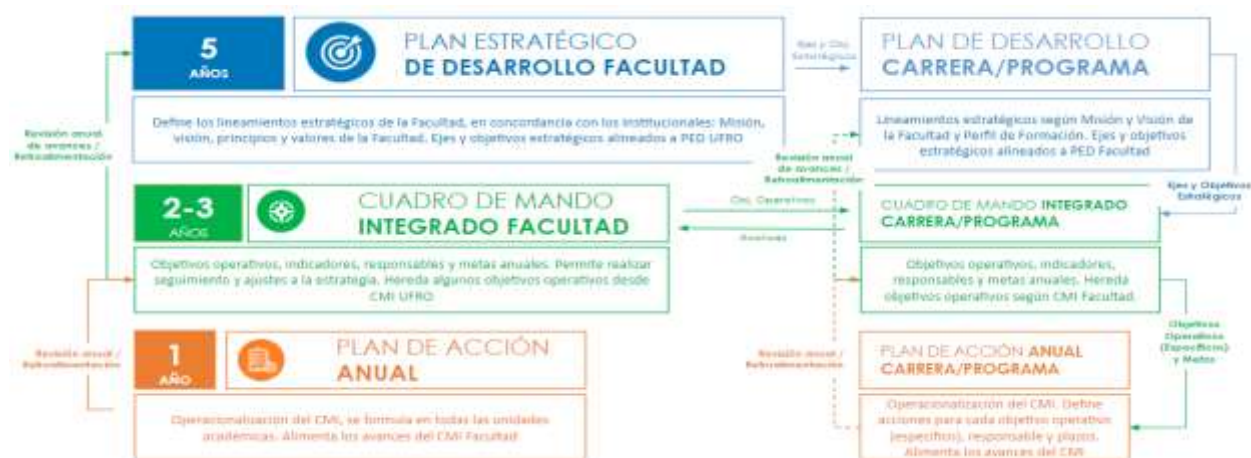 5
AÑOS
PLAN ESTRATÉGICO
DE DESARROLLO FACULTAD
Ejes y Obj.
Estratégicos
PLAN DE DESARROLLO
CARRERA/PROGRAMA
Define los lineamientos estratégicos de la Facultad, en concordancia con los institucionales: Misión,
visión, principios y valores de la Facultad. Ejes y objetivos estratégicos alineados a PED UFRO
Lineamientos estratégicos según Misión y Visión de
la Facultad y Perfil de Formación. Ejes y objetivos
estratégicos alineados a PED Facultad
Revisión anual
de avances /
Retroalimentación
Revisión anual
de avances /
Retroalimentación
Ejes y Objetivos
Estratégicos
2-3
AÑOS
CUADRO DE MANDO
INTEGRADO FACULTAD
Obj. Operativos
Avances
CUADRO DE MANDO INTEGRADO
CARRERA/PROGRAMA
Objetivos operativos, indicadores, responsables y metas anuales. Permite realizar
seguimiento y ajustes a la estrategia. Hereda algunos objetivos operativos desde
CMI UFRO
Objetivos operativos, indicadores,
responsables y metas anuales. Hereda
objetivos operativos según CMI Facultad.
Objetivos
Operativos
(Específicos)
y Metas
Revisión anual /
Retroalimentación
1
AÑO
PLAN DE ACCIÓN
ANUAL
Revisión anual /
Retroalimentación
PLAN DE ACCIÓN ANUAL
CARRERA/PROGRAMA
Operacionalización del CMI, se formula en todas las unidades
académicas. Alimenta los avances del CMI Facultad
Operacionalización del CMI. Define
acciones para cada objetivo operativo
(específico), responsable y plazos.
Alimenta los avances del CMI